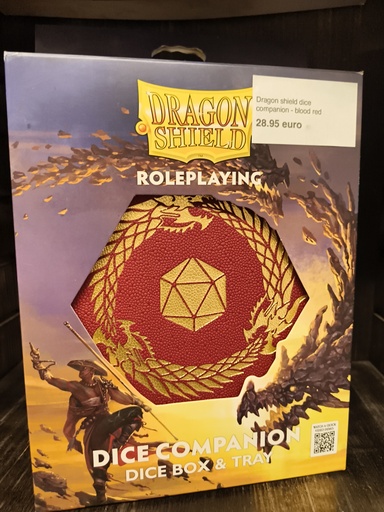 DRAGON
SHIELD
Dragon shield dice
companion - blood red
28.95 euro
ROLEPLAYING
DICE COMPANION
DICE BOX & TRAY